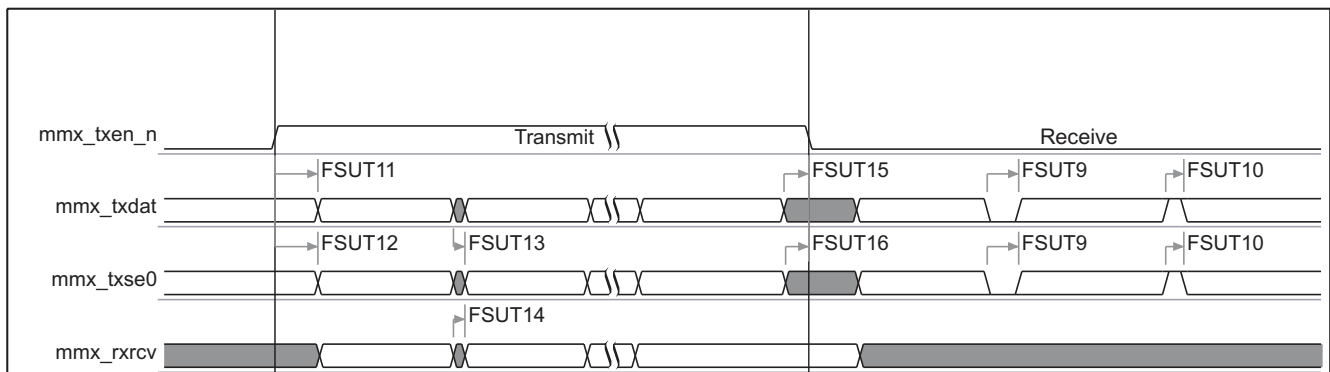 mmx_txen_n
Transmit
Receive
FSUT11
FSUT15
FSUT9
FSUT10
mmx_txdat
FSUT12
FSUT13
FSUT16
FSUT9
FSUT10
mmx_txse0
FSUT14
mmx_rxrcv